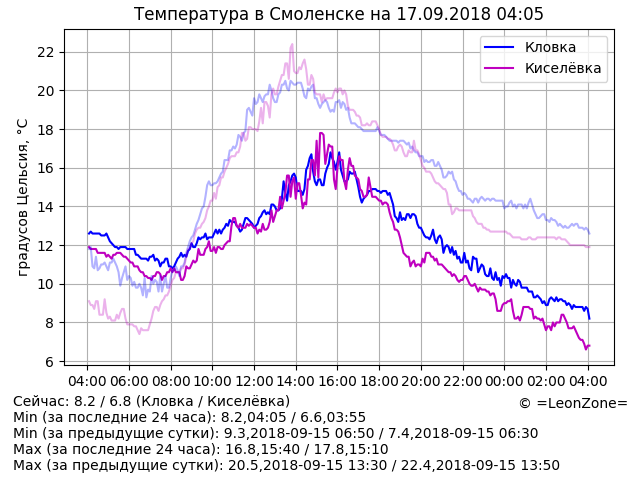 Температура в Смоленске на 17.09.2018 04:05
градусов Цельсия, °C
22
20
18
16
14
12
10
8
6
Кловка
Киселёвка
04:00 06:00 08:00 10:00 12:00 14:00 16:00 18:00 20:00 22:00 00:00 02:00 04:00
Сейчас: 8.2 / 6.8 (Кловка / Киселёвка)
© =LeonZone=
Min (за последние 24 часа): 8.2,04:05 / 6.6,03:55
Min (за предыдущие сутки): 9.3,2018-09-15 06:50 / 7.4,2018-09-15 06:30
Max (за последние 24 часа): 16.8,15:40 / 17.8,15:10
Max (за предыдущие сутки): 20.5,2018-09-15 13:30 / 22.4,2018-09-15 13:50